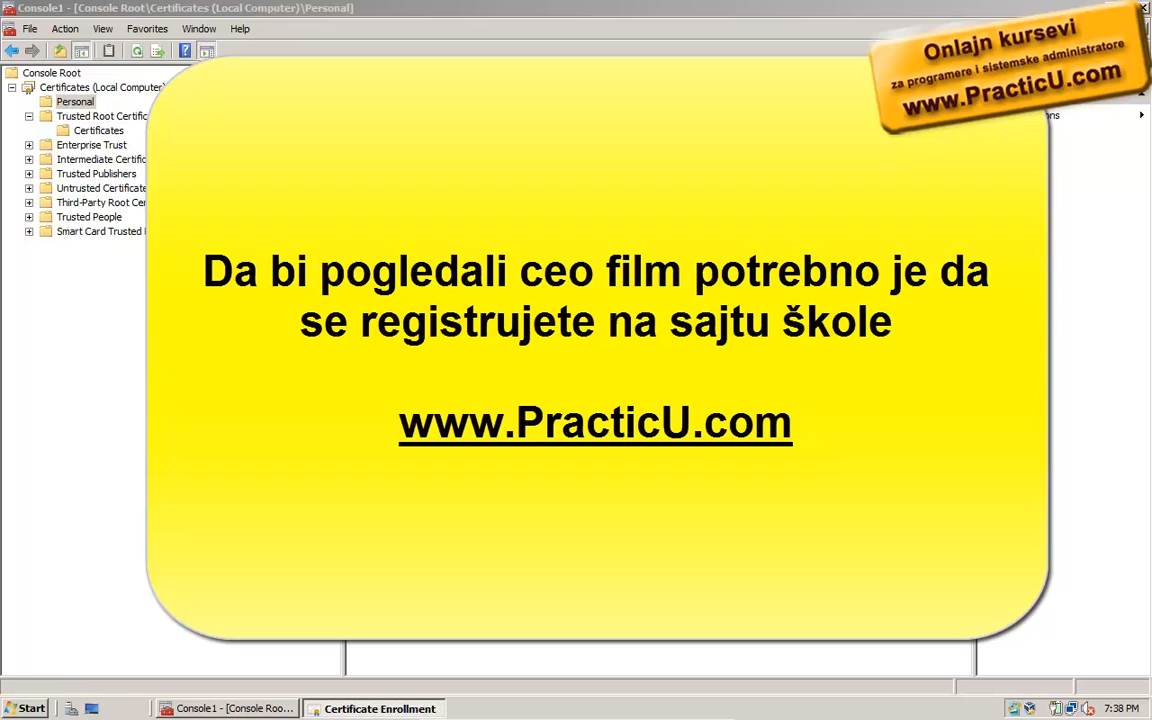 Console1 - [Console Root\Certificates (Local Computer)\Personal]
File Action View Favorites Window Help
Console Root
Certificates (Local Computer)
Personal
Trusted Root Certific
Certificates
Enterprise Trust
Intermediate Certific
Trusted Publishers
Untrusted Certificate
Third-Party Root Cer
Trusted People
Smart Card Trusted
Onlajn kursevi
za programere i sistemske administratore
www.PracticU.com
ons
Da bi pogledali ceo film potrebno je da
se registrujete na sajtu škole
www.PracticU.com
Start Console1 - [Console Roo... Certificate Enrollment 7:38 PM